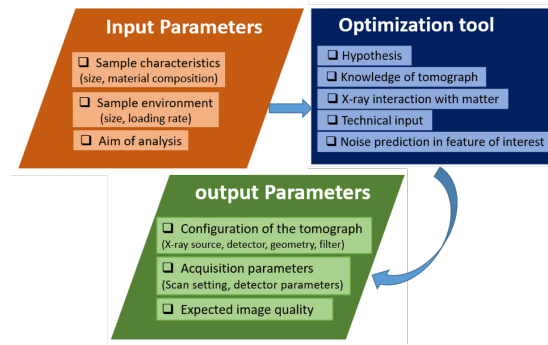 Input Parameters
❑ Sample characteristics
(size, material composition)
❑ Sample environment
(size, loading rate)
❑ Aim of analysis
Optimization tool
❑ Hypothesis
❑ Knowledge of tomograph
❑ X-ray interaction with matter
❑ Technical input
❑ Noise prediction in feature of interest
output Parameters
❑ Configuration of the tomograph
(X-ray source, detector, geometry, filter)
❑ Acquisition parameters
(Scan setting, detector parameters)
❑ Expected image quality